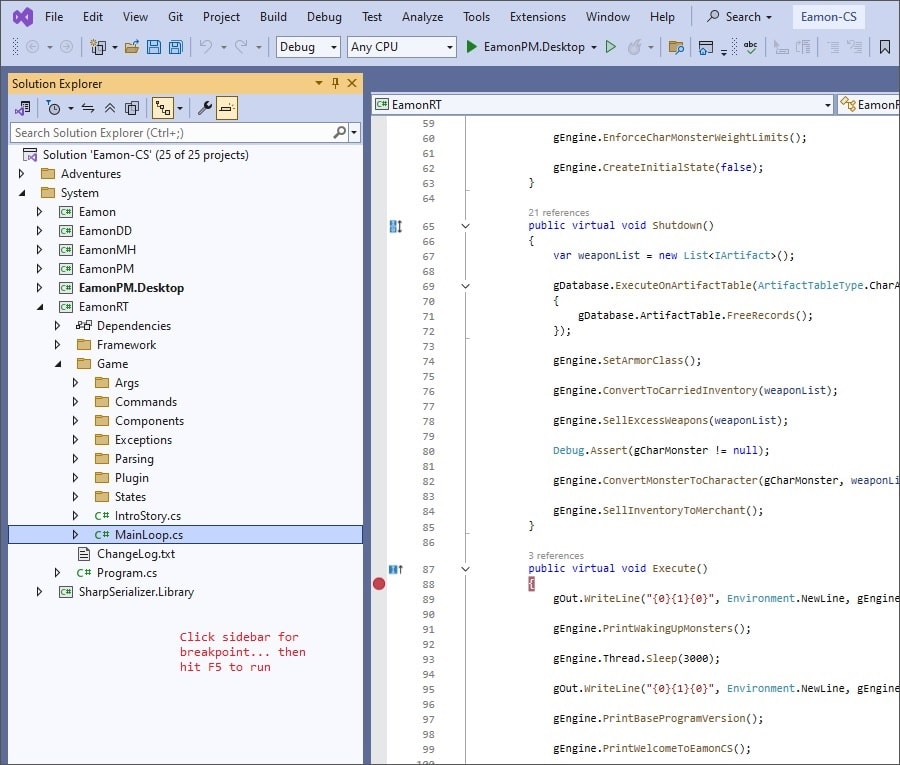 File Edit View Git Project Build Debug Test Analyze Tools Extensions Window Help Search Eamon-CS
Debug Any CPU EamonPM.Desktop abc
Solution Explorer
Search Solution Explorer (Ctrl+;)
Solution 'Eamon-CS' (25 of 25 projects)
Adventures
System
C# Eamon
C# EamonDD
C# EamonMH
C# EamonPM
C# EamonPM.Desktop
C# EamonRT
Dependencies
Framework
Game
Args
Commands
Components
Exceptions
Parsing
Plugin
States
C# IntroStory.cs
C# MainLoop.cs
ChangeLog.txt
C# Program.cs
C# SharpSerializer.Library
Click sidebar for
breakpoint... then
hit F5 to run
C# EamonRT EamonF
59
60 gEngine.EnforceCharMonsterWeightLimits();
61
62 gEngine.CreateInitialState(false);
63 }
64
21 references
65 public virtual void Shutdown()
66 {
67 var weaponList = new List<IArtifact>();
68
69 gDatabase.ExecuteOnArtifactTable(ArtifactTableType.CharA
70 {
71 gDatabase.ArtifactTable.FreeRecords();
72 });
73
74 gEngine.SetArmorClass();
75
76 gEngine.ConvertToCarriedInventory(weaponList);
77
78 gEngine.SellExcessWeapons(weaponList);
79
80 Debug.Assert(gCharMonster != null);
81
82 gEngine.ConvertMonsterToCharacter(gCharMonster, weaponLi
83
84 gEngine.SellInventoryToMerchant();
85 }
86
3 references
87 public virtual void Execute()
88 {
89 gOut.WriteLine("{0}{1}{0}", Environment.NewLine, gEngine
90
91 gEngine.PrintWakingUpMonsters();
92
93 gEngine.Thread.Sleep(3000);
94
95 gOut.WriteLine("{0}{1}{0}", Environment.NewLine, gEngine
96
97 gEngine.PrintBaseProgramVersion();
98
99 gEngine.PrintWelcomeToEamonCS();
100